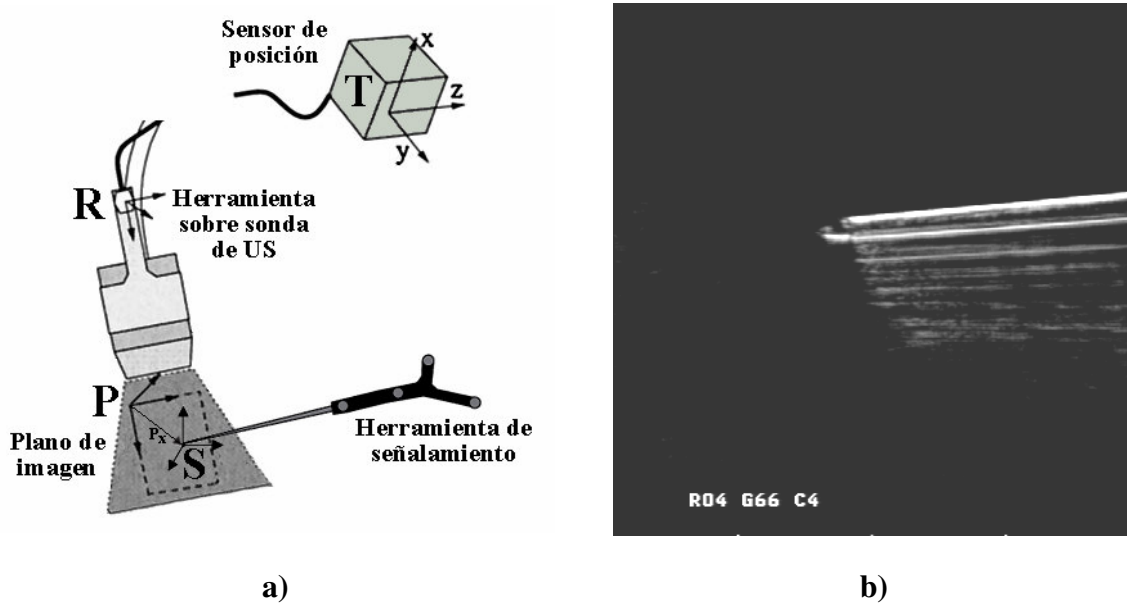 Sensor de
posición
T
x
z
y
R
Herramienta
sobre sonda
de US
P
Px
Plano de
imagen
S
Herramienta de
señalamiento
R04 G66 C4
a)
b)